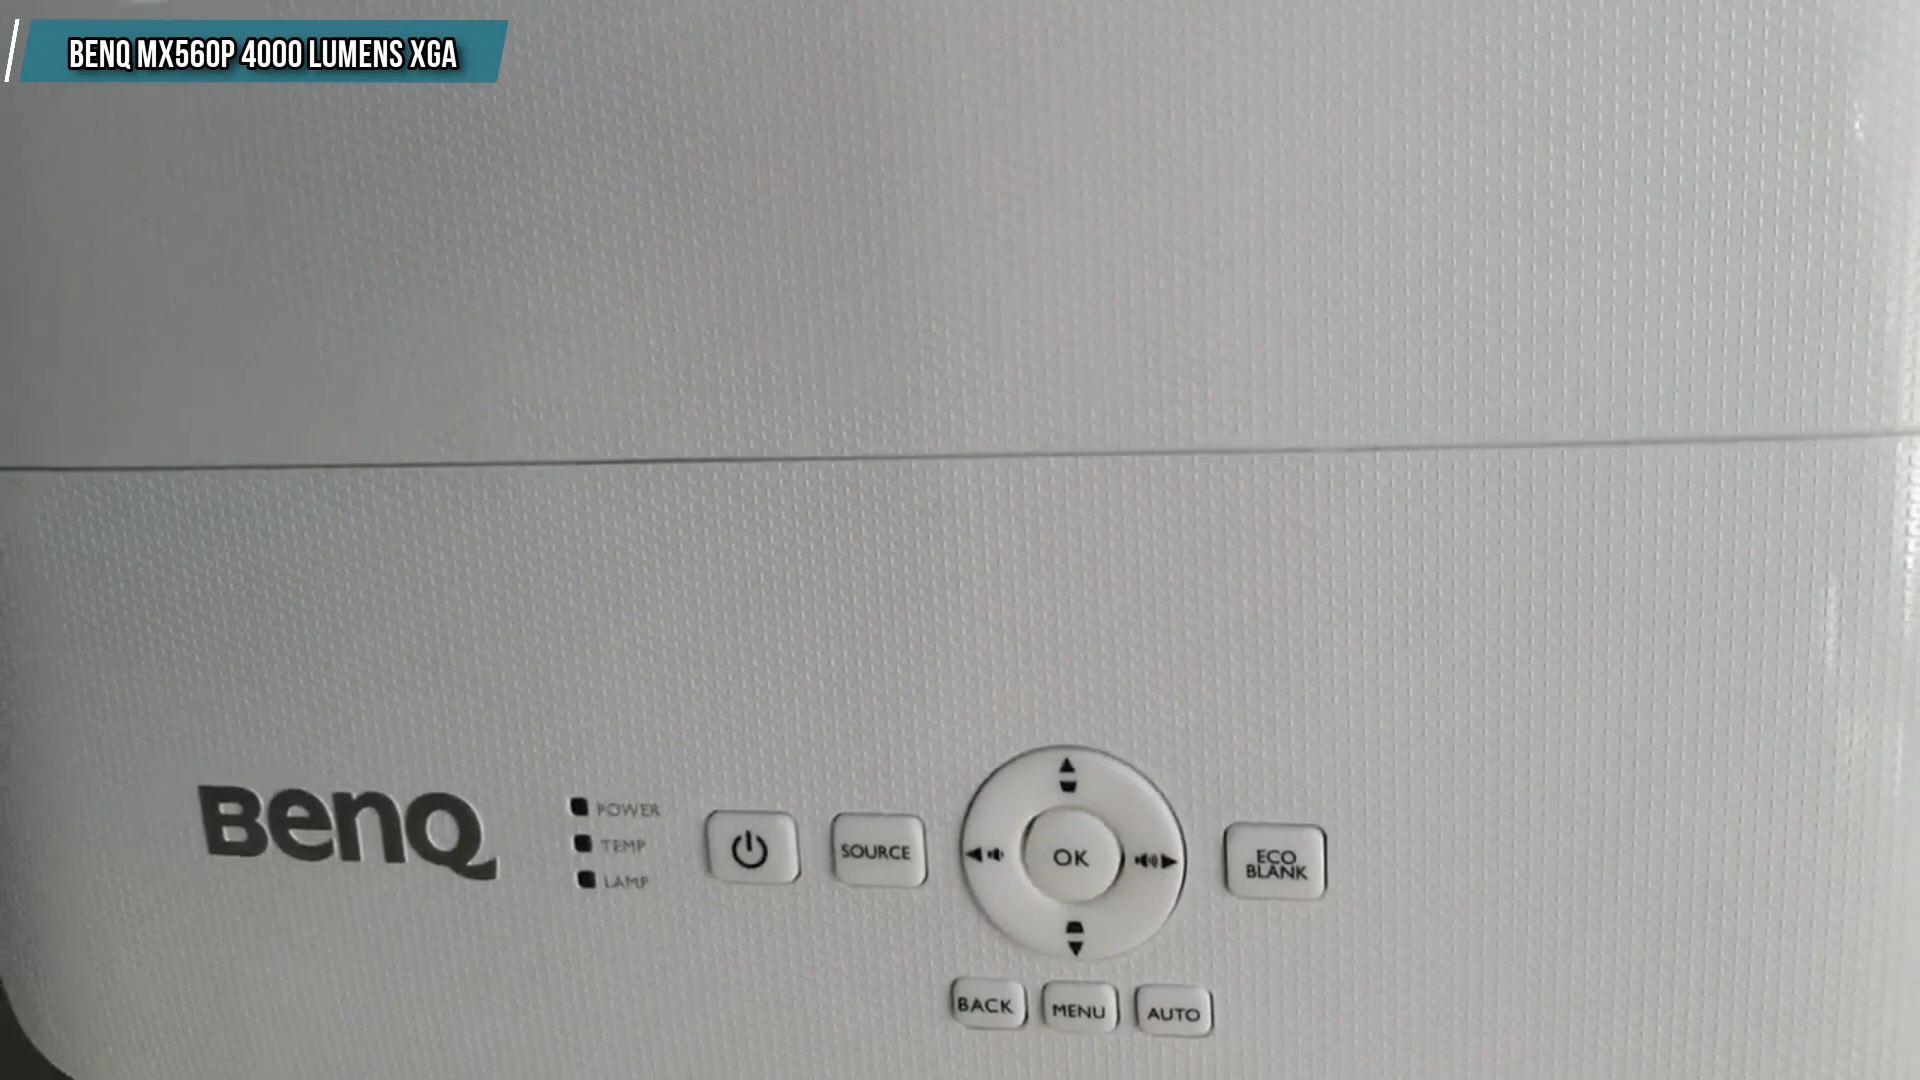 BENQ MX560P 4000 LUMENS XGA
BenQ
POWER
TEMP
LAMP
SOURCE
OK
ECO
BLANK
BACK
MENU
AUTO